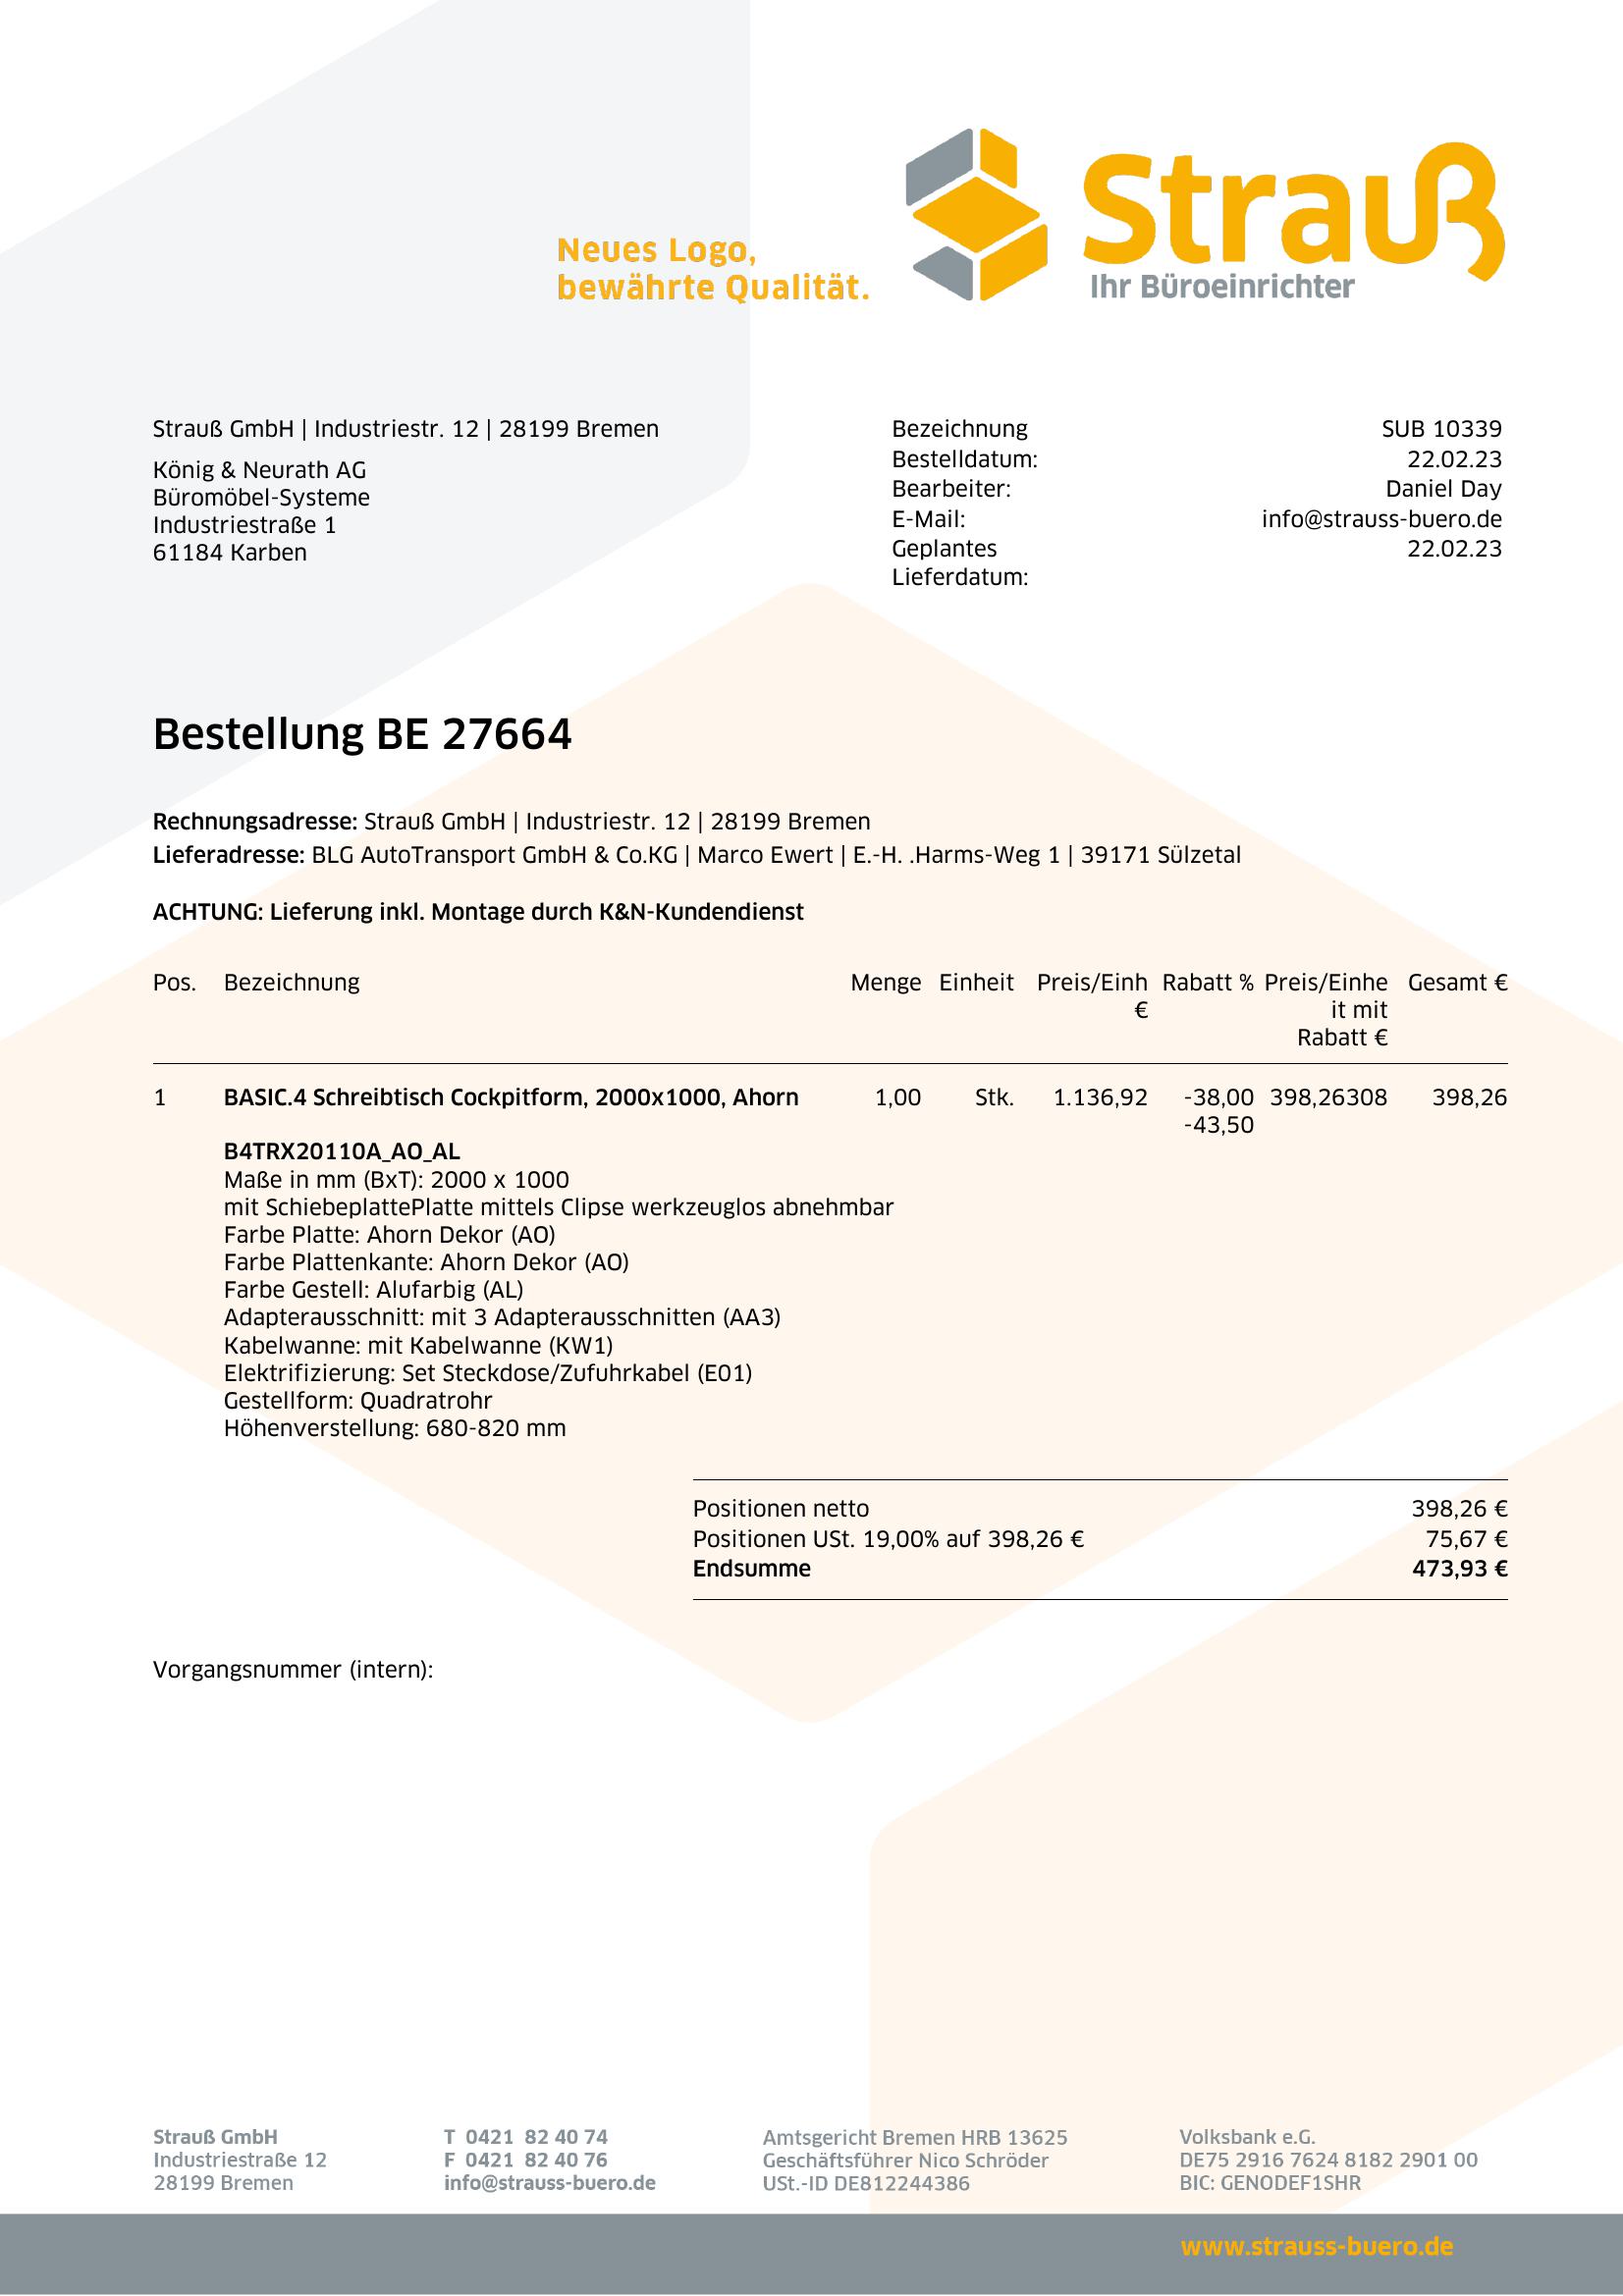 Neues Logo,
bewährte Qualität.
Strauß
Ihr Büroeinrichter
Strauß GmbH | Industriestr. 12 | 28199 Bremen
König & Neurath AG
Büromöbel-Systeme
Industriestraße 1
61184 Karben
Bezeichnung SUB 10339
Bestelldatum: 22.02.23
Bearbeiter: Daniel Day
E-Mail: info@strauss-buero.de
Geplantes 22.02.23
Lieferdatum:
Bestellung BE 27664
Rechnungsadresse: Strauß GmbH | Industriestr. 12 | 28199 Bremen
Lieferadresse: BLG AutoTransport GmbH & Co.KG | Marco Ewert | E.-H. .Harms-Weg 1 | 39171 Sülzetal
ACHTUNG: Lieferung inkl. Montage durch K&N-Kundendienst
Pos. Bezeichnung Menge Einheit Preis/Einh Rabatt % Preis/Einhe Gesamt €
€ it mit
Rabatt €
1 BASIC.4 Schreibtisch Cockpitform, 2000x1000, Ahorn 1,00 Stk. 1.136,92 -38,00 398,26308 398,26
-43,50
B4TRX20110A_AO_AL
Maße in mm (BxT): 2000 x 1000
mit SchiebeplattePlatte mittels Clipse werkzeuglos abnehmbar
Farbe Platte: Ahorn Dekor (AO)
Farbe Plattenkante: Ahorn Dekor (AO)
Farbe Gestell: Alufarbig (AL)
Adapterausschnitt: mit 3 Adapterausschnitten (AA3)
Kabelwanne: mit Kabelwanne (KW1)
Elektrifizierung: Set Steckdose/Zufuhrkabel (E01)
Gestellform: Quadratrohr
Höhenverstellung: 680-820 mm
Positionen netto 398,26 €
Positionen USt. 19,00% auf 398,26 € 75,67 €
Endsumme 473,93 €
Vorgangsnummer (intern):
Strauß GmbH T 0421 82 40 74 Amtsgericht Bremen HRB 13625 Volksbank e.G.
Industriestraße 12 F 0421 82 40 76 Geschäftsführer Nico Schröder DE75 2916 7624 8182 2901 00
28199 Bremen info@strauss-buero.de USt.-ID DE812244386 BIC: GENODEF1SHR
www.strauss-buero.de